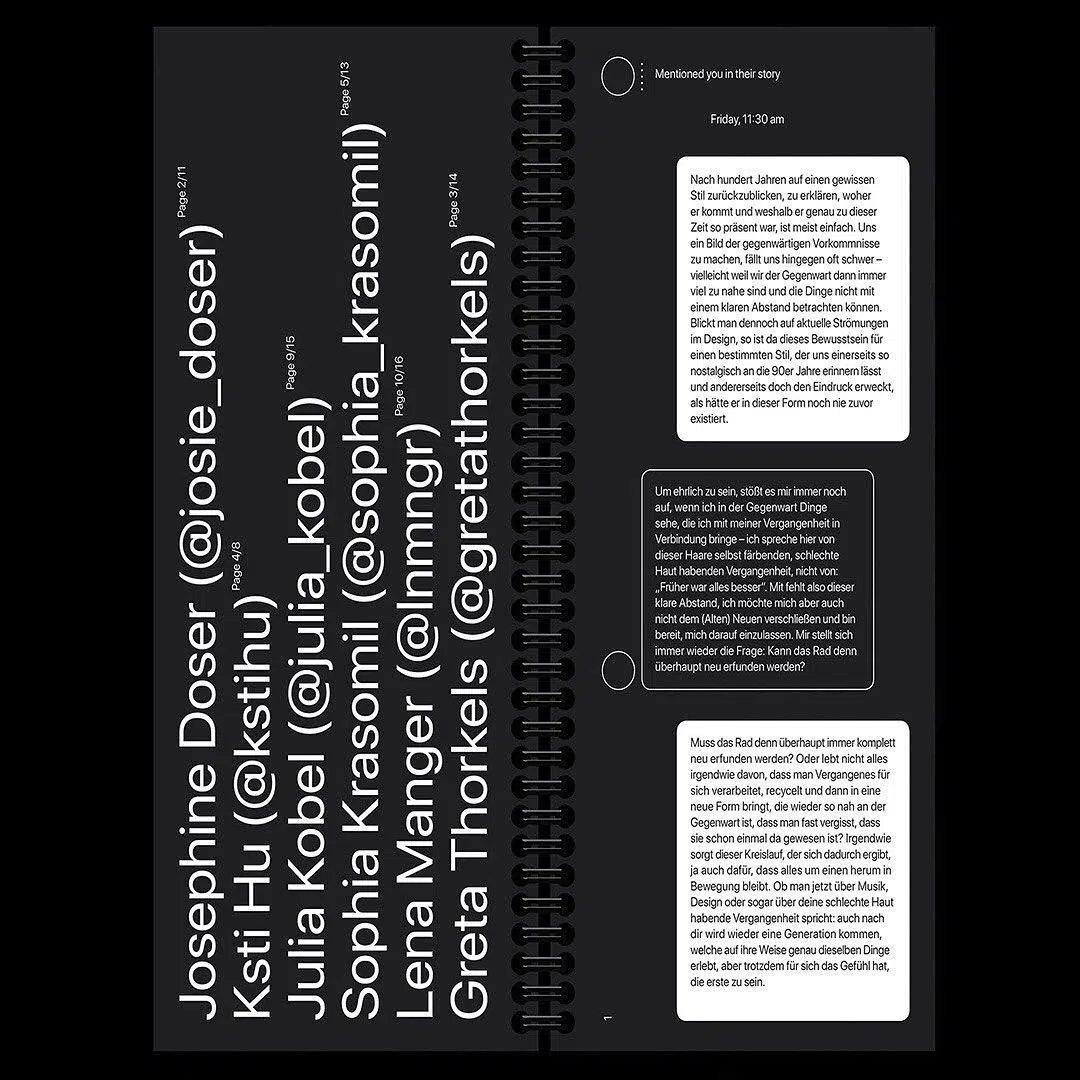 Josephine Doser (@josie_doser) Page 2/11
Ksti Hu (@kstihu) Page 4/8
Julia Kobel (@julia_kobel) Page 9/15
Sophia Krasomil (@sophia_krasomil) Page 5/13
Lena Manger (@lnmngr) Page 10/16
Greta Thorkels (@gretathorkels) Page 3/14
Mentioned you in their story
Friday, 11:30 am
Nach hundert Jahren auf einen gewissen
Stil zurückzublicken, zu erklären, woher
er kommt und weshalb er genau zu dieser
Zeit so präsent war, ist meist einfach. Uns
ein Bild der gegenwärtigen Vorkommnisse
zu machen, fällt uns hingegen oft schwer –
vielleicht weil wir der Gegenwart dann immer
viel zu nahe sind und die Dinge nicht mit
einem klaren Abstand betrachten können.
Blickt man dennoch auf aktuelle Strömungen
im Design, so ist da dieses Bewusstsein für
einen bestimmten Stil, der uns einerseits so
nostalgisch an die 90er Jahre erinnern lässt
und andererseits doch den Eindruck erweckt,
als hätte er in dieser Form noch nie zuvor
existiert.
Um ehrlich zu sein, stößt es mir immer noch
auf, wenn ich in der Gegenwart Dinge
sehe, die ich mit meiner Vergangenheit in
Verbindung bringe – ich spreche hier von
dieser Haare selbst färbenden, schlechte
Haut habenden Vergangenheit, nicht von:
„Früher war alles besser“. Mit fehlt also dieser
klare Abstand, ich möchte mich aber auch
nicht dem (Alten) Neuen verschließen und bin
bereit, mich darauf einzulassen. Mir stellt sich
immer wieder die Frage: Kann das Rad denn
überhaupt neu erfunden werden?
Muss das Rad denn überhaupt immer komplett
neu erfunden werden? Oder lebt nicht alles
irgendwie davon, dass man Vergangenes für
sich verarbeitet, recycelt und dann in eine
neue Form bringt, die wieder so nah an der
Gegenwart ist, dass man fast vergisst, dass
sie schon einmal da gewesen ist? Irgendwie
sorgt dieser Kreislauf, der sich dadurch ergibt,
ja auch dafür, dass alles um einen herum in
Bewegung bleibt. Ob man jetzt über Musik,
Design oder sogar über deine schlechte Haut
habende Vergangenheit spricht: auch nach
dir wird wieder eine Generation kommen,
welche auf ihre Weise genau dieselben Dinge
erlebt, aber trotzdem für sich das Gefühl hat,
die erste zu sein.
1